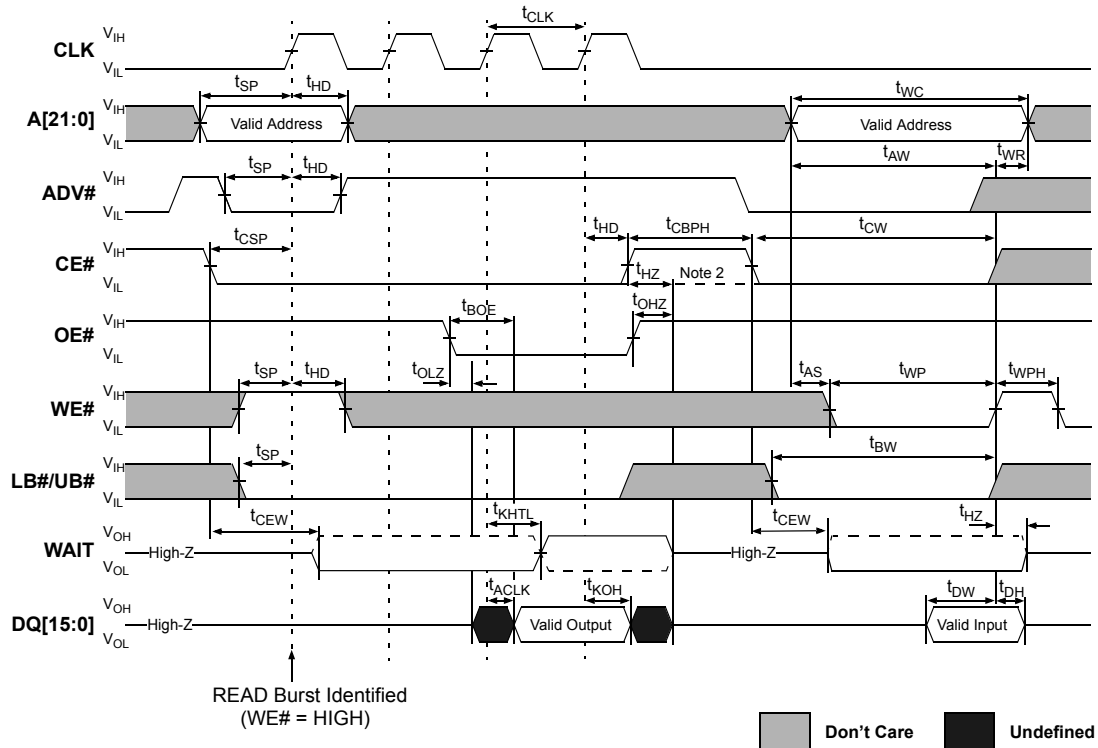 tCLK
CLK VIH
VIL
tSP tHD tWC
A[21:0] VIH
VIL
Valid Address Valid Address
tAW tWR
ADV# VIH
VIL
tSP tHD
tHD tCBPH tCW
CE# VIH
VIL
tCSP
tHZ Note 2
OE# VIH
VIL
tBOE tOHZ
tOLZ
WE# VIH
VIL
tSP tHD tAS tWP tWPH
LB#/UB# VIH
VIL
tSP tBW
tCEW tKHTL tCEW tHZ
WAIT VOH
VOL
High-Z High-Z
tACLK tKOH tDW tDH
DQ[15:0] VOH
VOL
High-Z Valid Output Valid Input
READ Burst Identified
(WE# = HIGH)
Don't Care Undefined